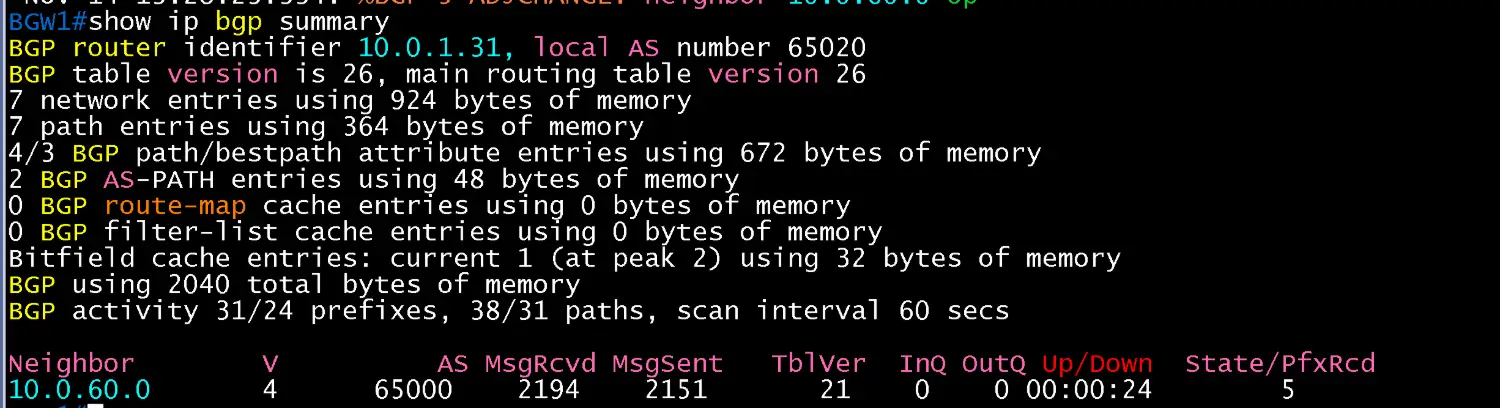 BGW1#show ip bgp summary
BGP router identifier 10.0.1.31, local AS number 65020
BGP table version is 26, main routing table version 26
7 network entries using 924 bytes of memory
7 path entries using 364 bytes of memory
4/3 BGP path/bestpath attribute entries using 672 bytes of memory
2 BGP AS-PATH entries using 48 bytes of memory
0 BGP route-map cache entries using 0 bytes of memory
0 BGP filter-list cache entries using 0 bytes of memory
Bitfield cache entries: current 1 (at peak 2) using 32 bytes of memory
BGP using 2040 total bytes of memory
BGP activity 31/24 prefixes, 38/31 paths, scan interval 60 secs
Neighbor V AS MsgRcvd MsgSent TblVer InQ OutQ Up/Down State/PfxRcd
10.0.60.0 4 65000 2194 2151 21 0 0 00:00:24 5